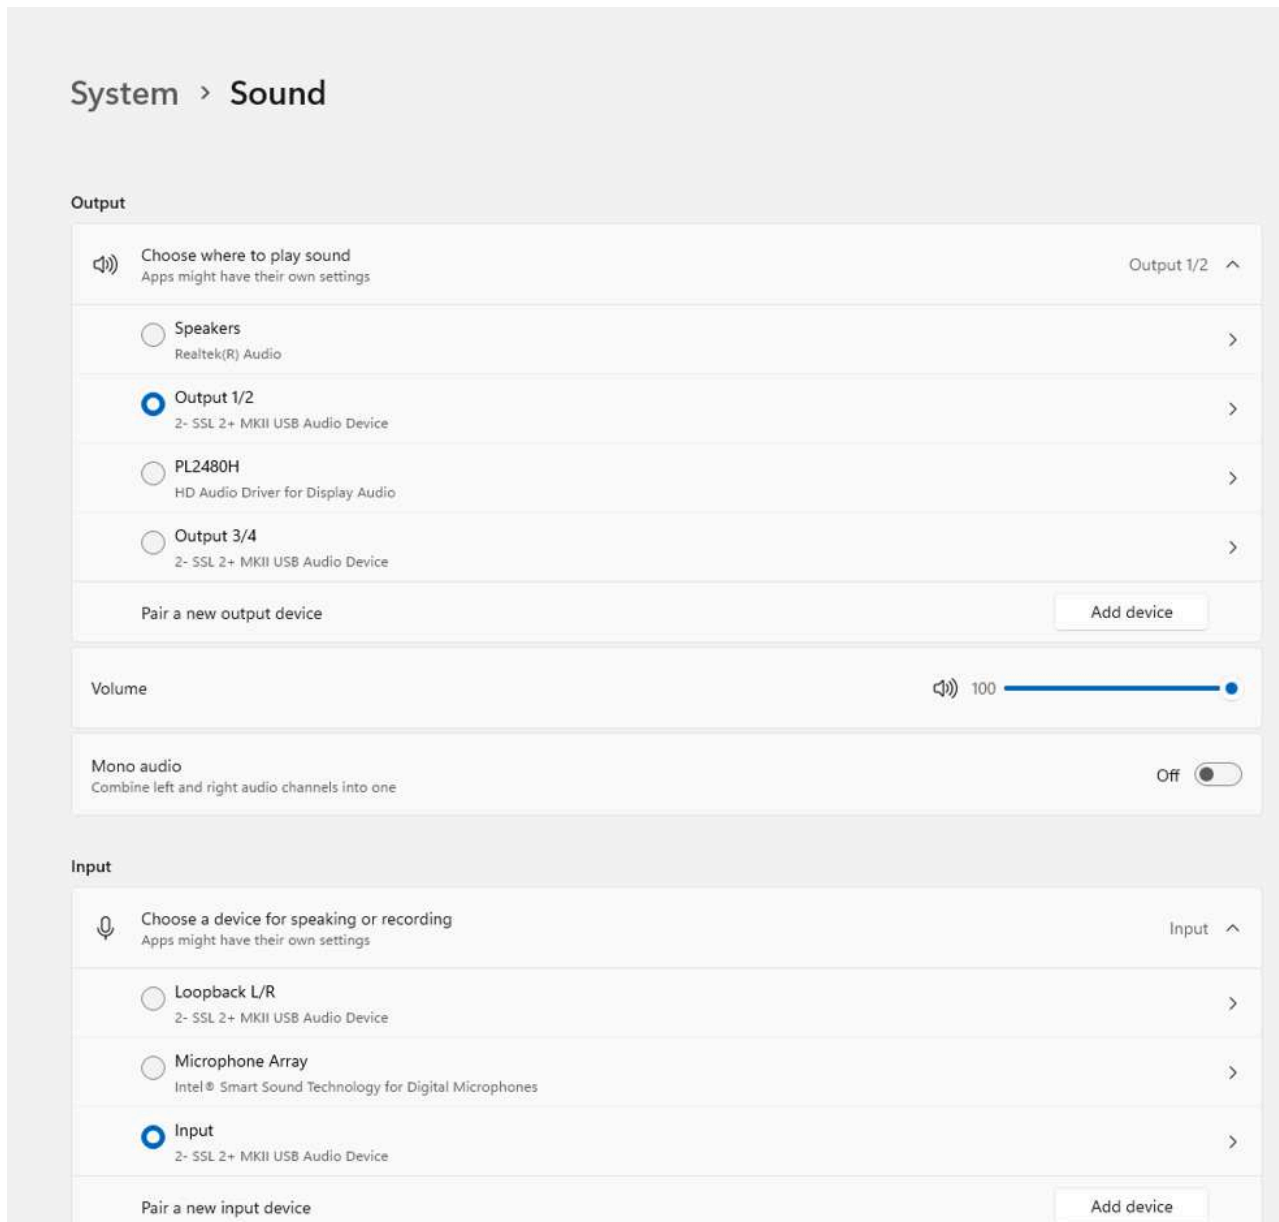 System > Sound
Output
Choose where to play sound
Apps might have their own settings
Output 1/2
Speakers
Realtek(R) Audio
Output 1/2
2- SSL 2+ MKII USB Audio Device
PL2480H
HD Audio Driver for Display Audio
Output 3/4
2- SSL 2+ MKII USB Audio Device
Pair a new output device
Add device
Volume
100
Mono audio
Combine left and right audio channels into one
Off
Input
Choose a device for speaking or recording
Apps might have their own settings
Input
Loopback L/R
2- SSL 2+ MKII USB Audio Device
Microphone Array
Intel® Smart Sound Technology for Digital Microphones
Input
2- SSL 2+ MKII USB Audio Device
Pair a new input device
Add device